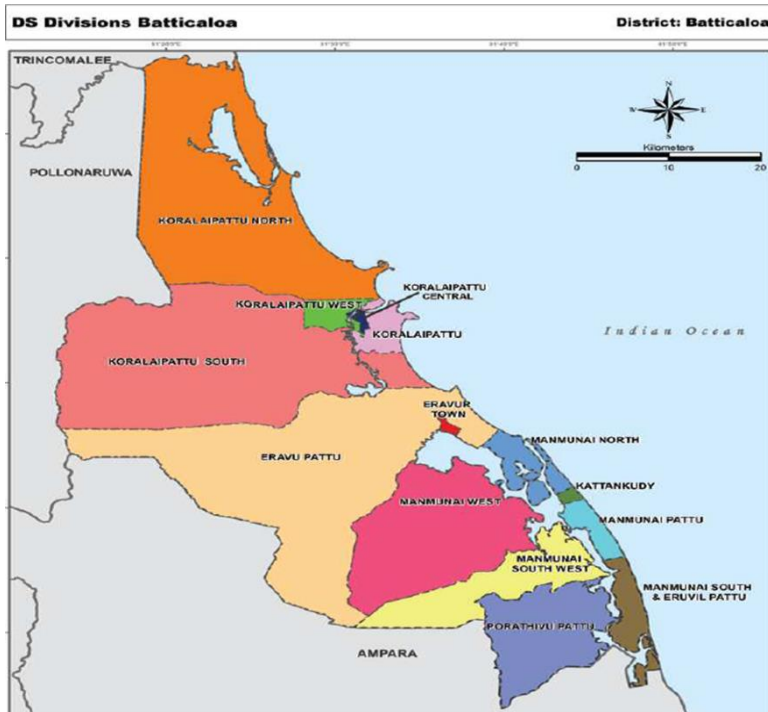 DS Divisions Batticaloa
District: Batticaloa
TRINCOMALEE
N
W
E
S
Kilometers
0
10
20
POLLONARUWA
KORALAIPATTU NORTH
KORALAIPATTU
CENTRAL
KORALAIPATTU WEST
KORALAIPATTU
Indian Ocean
KORALAIPATTU SOUTH
ERAVUR
TOWN
MANMUNAI NORTH
ERAVU PATTU
KATTANKUDY
MANMUNAI WEST
MANMUNAI PATTU
MANMUNAI
SOUTH WEST
MANMUNAI SOUTH
& ERUVIL PATTU
PORATHIVU PATTU
AMPARA